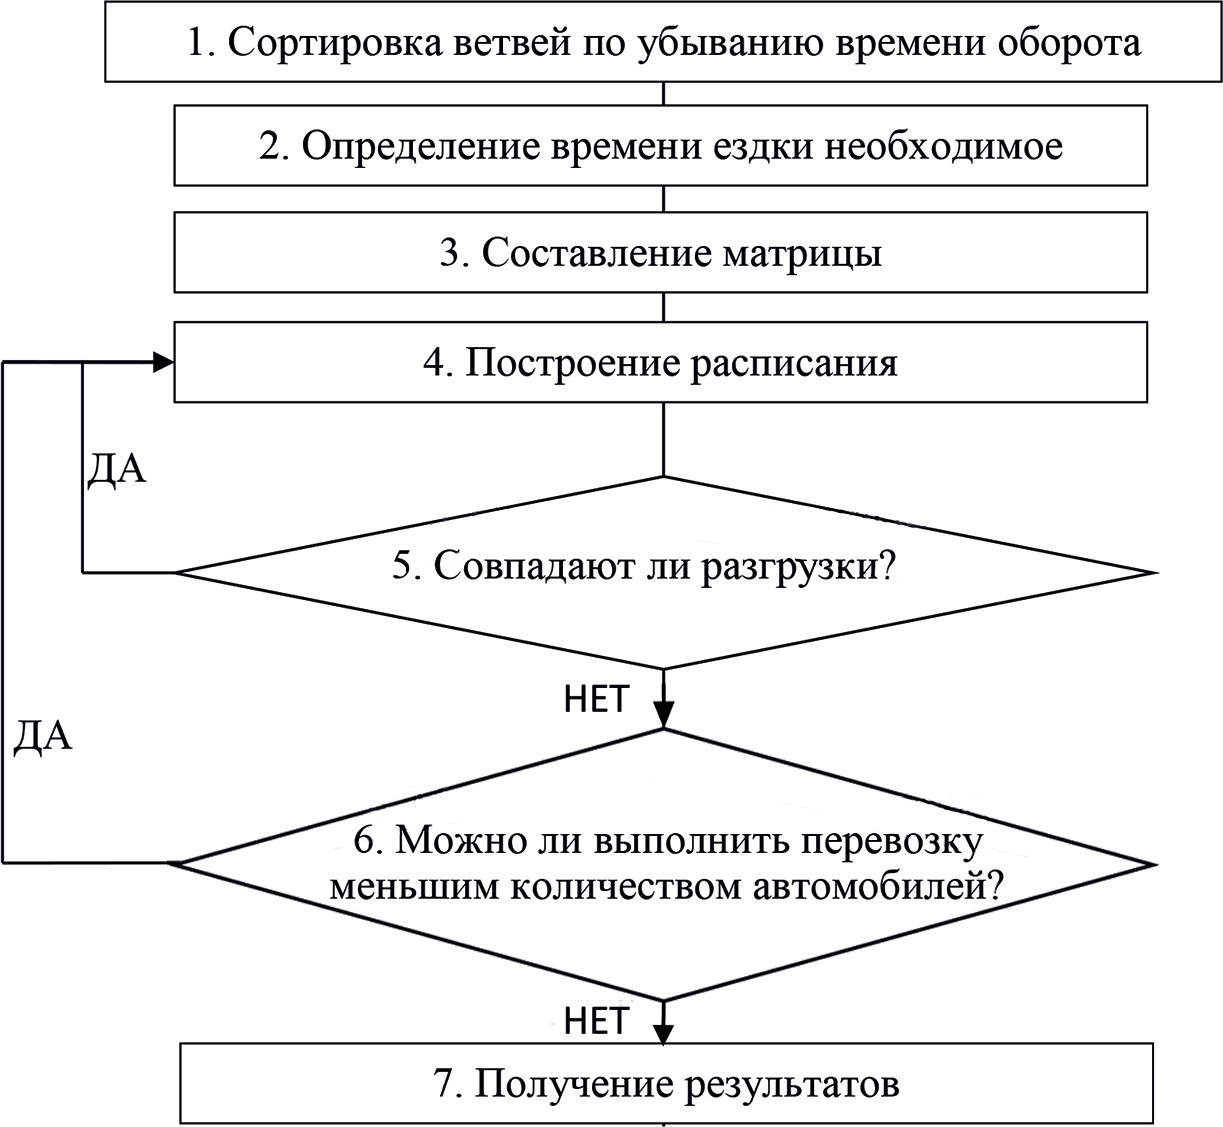 1. Сортировка ветвей по убыванию времени оборота
2. Определение времени ездки необходимое
3. Составление матрицы
4. Построение расписания
ДА
5. Совпадают ли разгрузки?
НЕТ
ДА
6. Можно ли выполнить перевозку
меньшим количеством автомобилей?
НЕТ
7. Получение результатов